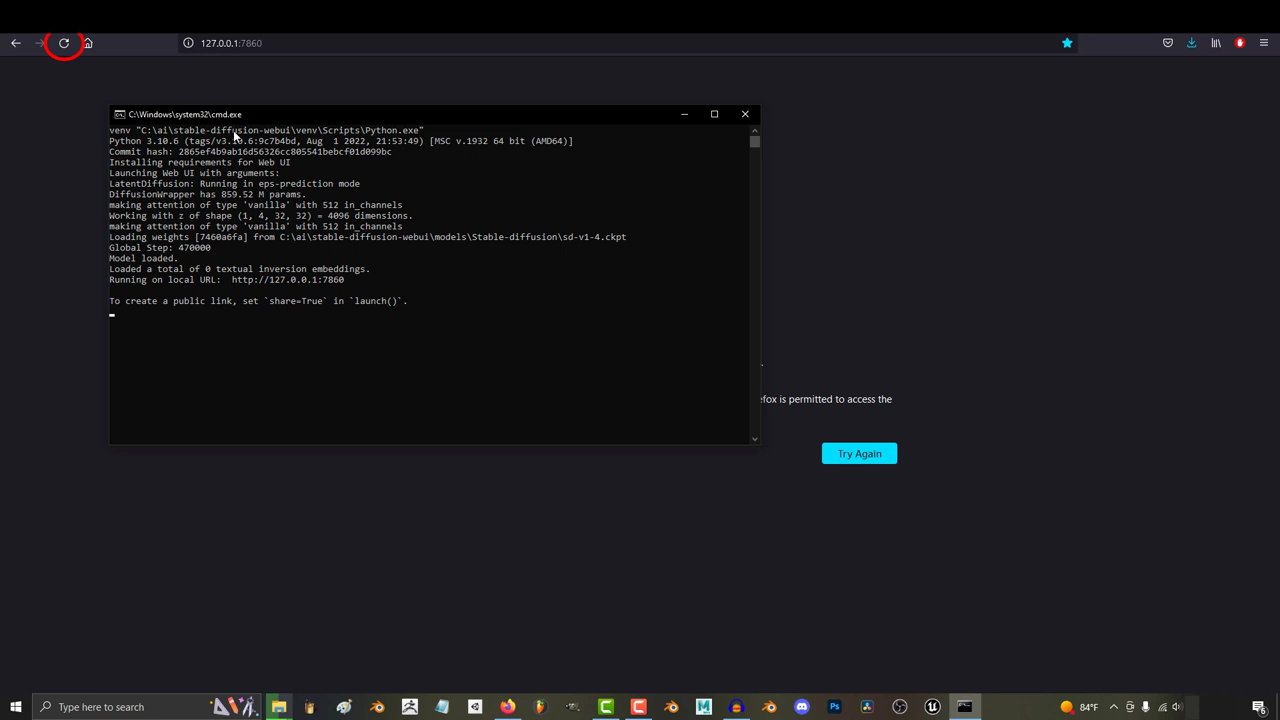 127.0.0.1:7860
C:\Windows\system32\cmd.exe
venv "C:\ai\stable-diffusion-webui\venv\Scripts\Python.exe"
Python 3.10.6 (tags/v3.10.6:9c7b4bd, Aug  1 2022, 21:53:49) [MSC v.1932 64 bit (AMD64)]
Commit hash: 2865ef4b9ab16d56326cc805541bebcf01d099bc
Installing requirements for Web UI
Launching Web UI with arguments:
LatentDiffusion: Running in eps-prediction mode
DiffusionWrapper has 859.52 M params.
making attention of type 'vanilla' with 512 in_channels
Working with z of shape (1, 4, 32, 32) = 4096 dimensions.
making attention of type 'vanilla' with 512 in_channels
Loading weights [7460a6fa] from C:\ai\stable-diffusion-webui\models\Stable-diffusion\sd-v1-4.ckpt
Global Step: 470000
Model loaded.
Loaded a total of 0 textual inversion embeddings.
Running on local URL:  http://127.0.0.1:7860
To create a public link, set `share=True` in `launch()`.
efox is permitted to access the
Try Again
Type here to search
84°F
6